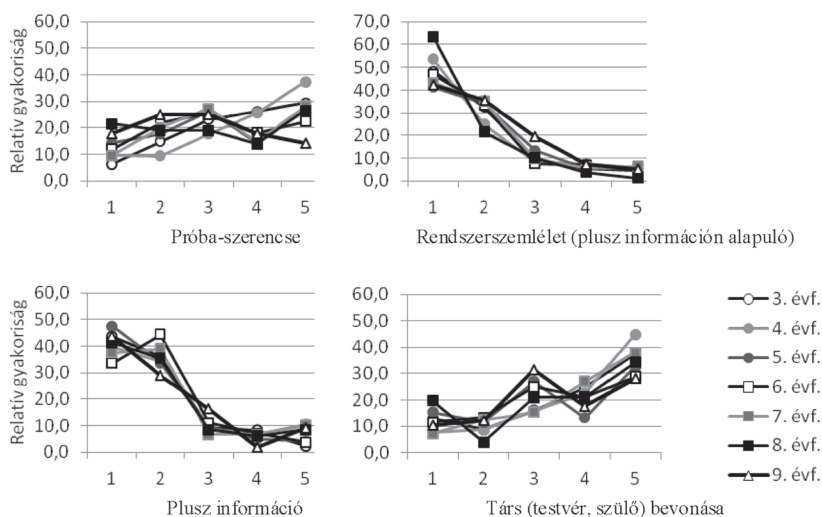 60,0
50,0
40,0
30,0
20,0
10,0
0,0
Relatív gyakoriság
1 2 3 4 5
Próba-szerencse
70,0
60,0
50,0
40,0
30,0
20,0
10,0
0,0
1 2 3 4 5
Rendszerszemlélet (plusz információn alapuló)
60,0
50,0
40,0
30,0
20,0
10,0
0,0
Relatív gyakoriság
1 2 3 4 5
Plusz információ
60,0
50,0
40,0
30,0
20,0
10,0
0,0
1 2 3 4 5
Társ (testvér, szülő) bevonása
3. évf.
4. évf.
5. évf.
6. évf.
7. évf.
8. évf.
9. évf.